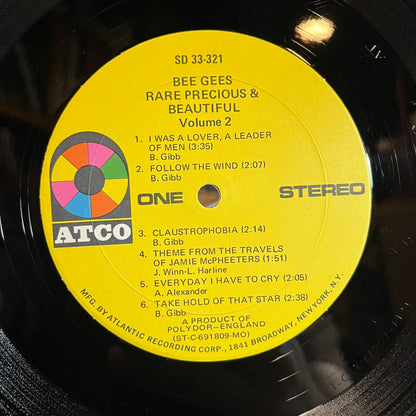 SD 33-321
BEE GEES
RARE PRECIOUS &
BEAUTIFUL
Volume 2
1. I WAS A LOVER, A LEADER
OF MEN (3:35)
B. Gibb
2. FOLLOW THE WIND (2:07)
B. Gibb
ONE STEREO
ATCO
3. CLAUSTROPHOBIA (2:14)
B. Gibb
4. THEME FROM THE TRAVELS
OF JAMIE McPHEETERS (1:51)
J. Winn-L. Harline
5. EVERYDAY I HAVE TO CRY (2:05)
A. Alexander
6. TAKE HOLD OF THAT STAR (2:38)
B. Gibb
A PRODUCT OF
POLYDOR-ENGLAND
(ST-C-691809-MO)
MFG. BY ATLANTIC RECORDING CORP., 1841 BROADWAY, NEW YORK, N.Y.